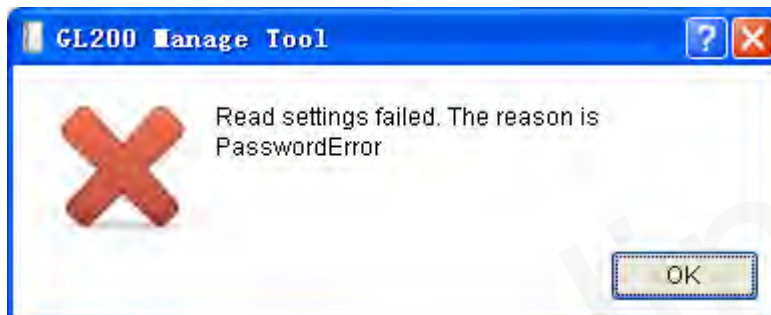 GL200 Manage Tool
Read settings failed. The reason is
PasswordError
OK